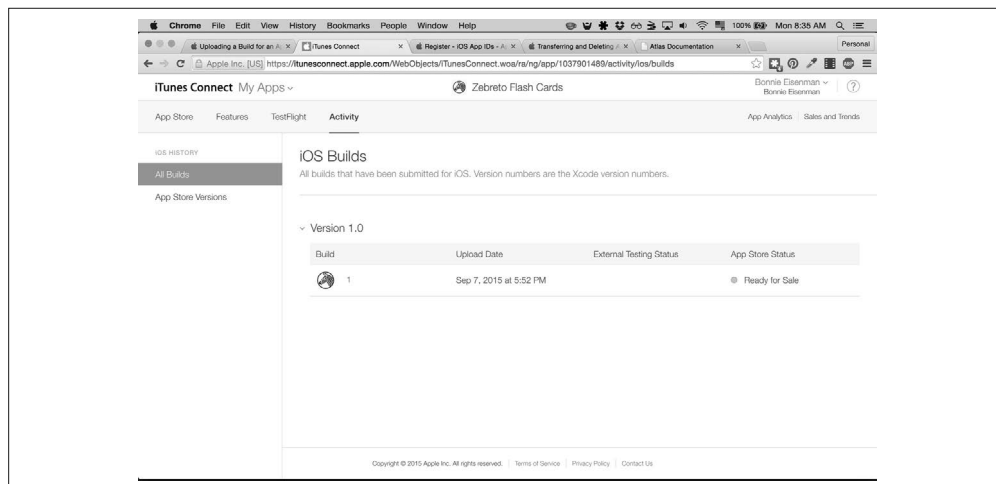 Chrome File Edit View History Bookmarks People Window Help 100% Mon 8:35 AM
Uploading a Build for an A iTunes Connect Register - iOS App IDs - A Transferring and Deleting A Atlas Documentation Personal
Apple Inc. [US] https://itunesconnect.apple.com/WebObjects/iTunesConnect.woa/ra/ng/app/1037901489/activity/ios/builds
iTunes Connect My Apps Zebreto Flash Cards Bonnie Eisenman ?
Bonnie Eisenman
App Store Features TestFlight Activity App Analytics Sales and Trends
iOS HISTORY
All Builds
App Store Versions
iOS Builds
All builds that have been submitted for iOS. Version numbers are the Xcode version numbers.
Version 1.0
Build Upload Date External Testing Status App Store Status
1 Sep 7, 2015 at 5:52 PM Ready for Sale
Copyright © 2015 Apple Inc. All rights reserved. Terms of Service Privacy Policy Contact Us